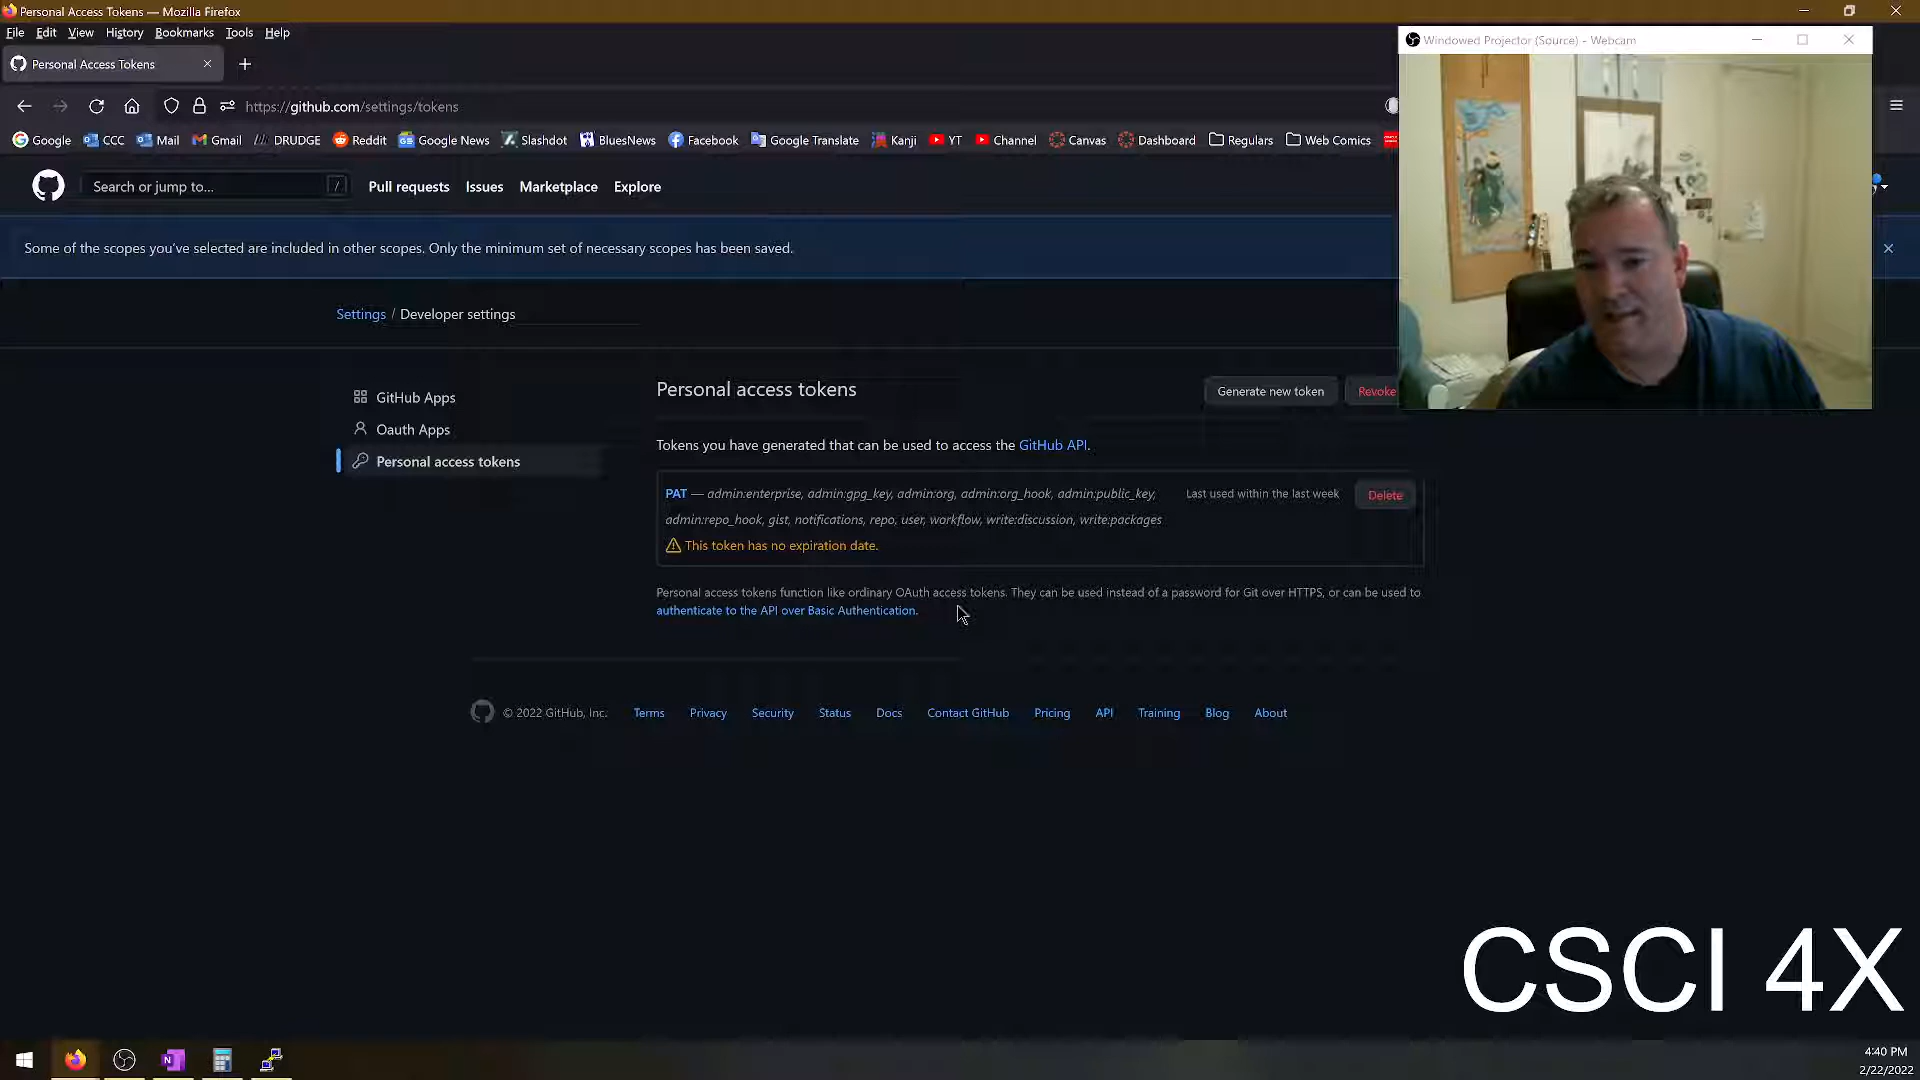 Personal Access Tokens — Mozilla Firefox
File Edit View History Bookmarks Tools Help
Personal Access Tokens
https://github.com/settings/tokens
Google CCC Mail Gmail DRUDGE Reddit Google News Slashdot BluesNews Facebook Google Translate Kanji YT Channel Canvas Dashboard Regulars Web Comics
Windowed Projector (Source) - Webcam
Search or jump to... /
Pull requests Issues Marketplace Explore
Some of the scopes you've selected are included in other scopes. Only the minimum set of necessary scopes has been saved.
Settings / Developer settings
GitHub Apps
Oauth Apps
Personal access tokens
Personal access tokens
Generate new token
Revoke
Tokens you have generated that can be used to access the GitHub API.
PAT — admin:enterprise, admin:gpg_key, admin:org, admin:org_hook, admin:public_key,
admin:repo_hook, gist, notifications, repo, user, workflow, write:discussion, write:packages
Last used within the last week
Delete
This token has no expiration date.
Personal access tokens function like ordinary OAuth access tokens. They can be used instead of a password for Git over HTTPS, or can be used to
authenticate to the API over Basic Authentication.
© 2022 GitHub, Inc. Terms Privacy Security Status Docs Contact GitHub Pricing API Training Blog About
CSCI 4X
4:40 PM
2/22/2022